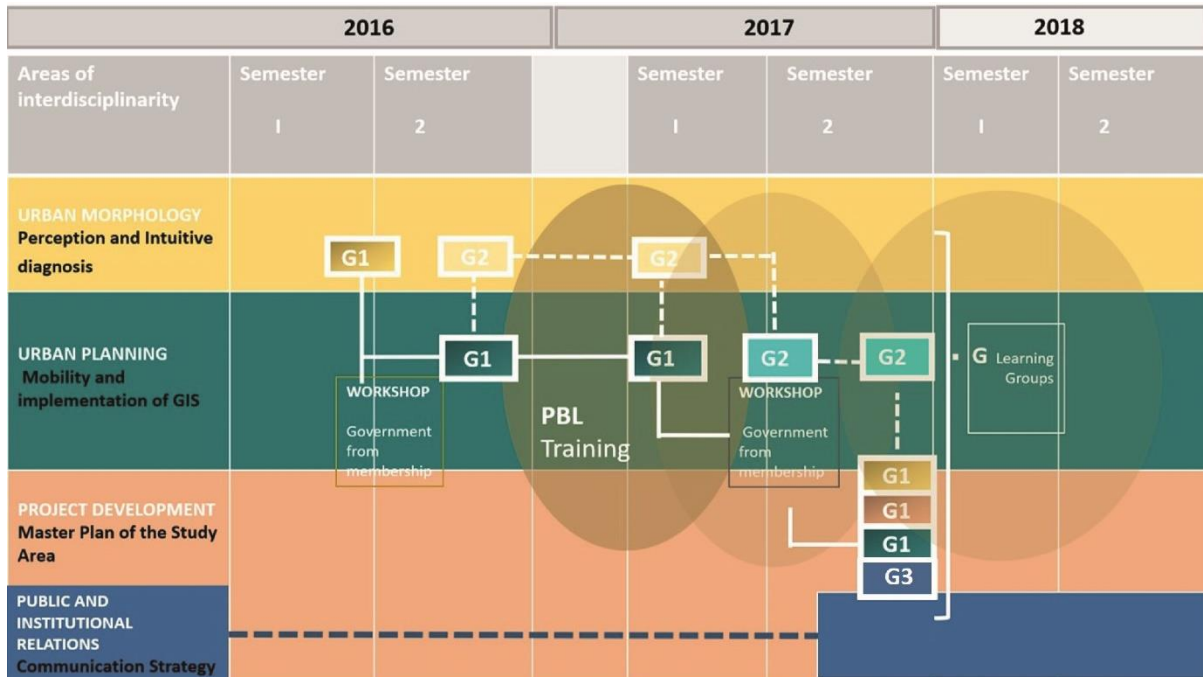 2016
2017
2018
Areas of
interdisciplinarity
Semester
I
Semester
2
Semester
I
Semester
2
Semester
I
Semester
2
URBAN MORPHOLOGY
Perception and Intuitive
diagnosis
G1
G2
G2
URBAN PLANNING
Mobility and
implementation of GIS
G1
G1
G2
G2
G Learning
Groups
WORKSHOP
Government
from
membership
PBL
Training
WORKSHOP
Government
from
membership
PROJECT DEVELOPMENT
Master Plan of the Study
Area
G1
G1
G1
G3
PUBLIC AND
INSTITUTIONAL
RELATIONS
Communication Strategy